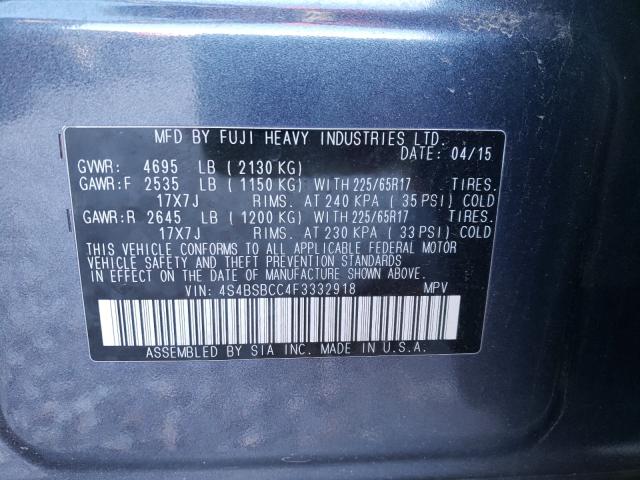 MFD BY FUJI HEAVY INDUSTRIES LTD.
DATE: 04/15
GVWR: 4695 LB (2130 KG)
GAWR:F 2535 LB (1150 KG) WITH 225/65R17 TIRES.
17X7J RIMS. AT 240 KPA (35 PSI) COLD
GAWR:R 2645 LB (1200 KG) WITH 225/65R17 TIRES.
17X7J RIMS. AT 230 KPA (33 PSI) COLD
THIS VEHICLE CONFORMS TO ALL APPLICABLE FEDERAL MOTOR
VEHICLE SAFETY AND THEFT PREVENTION STANDARDS
IN EFFECT ON THE DATE OF MANUFACTURE SHOWN ABOVE.
VIN: 4S4BSBCC4F3332918 MPV
ASSEMBLED BY SIA INC. MADE IN U.S.A.